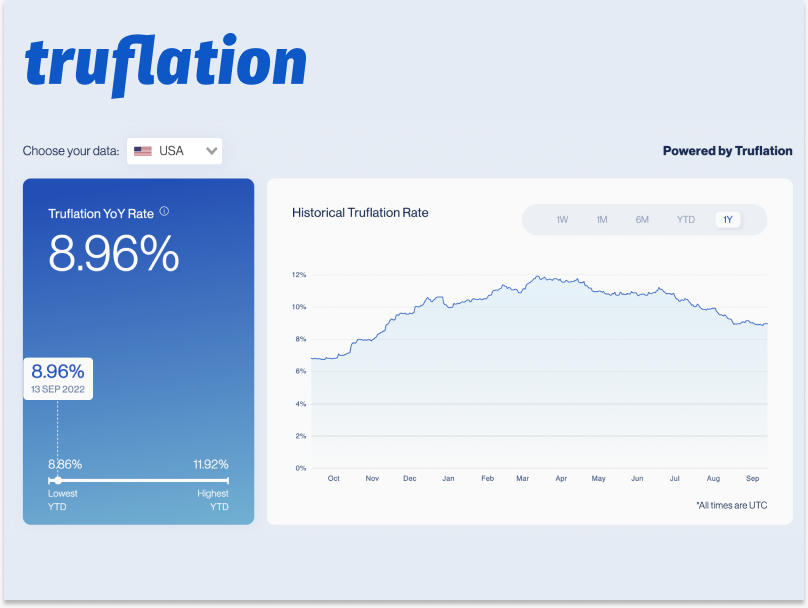 truflation
Choose your data: USA
Powered by Truflation
Truflation YoY Rate
8.96%
8.96%
13 SEP 2022
8.86% 11.92%
Lowest Highest
YTD YTD
Historical Truflation Rate
1W 1M 6M YTD 1Y
12%
10%
8%
6%
4%
2%
0%
Oct Nov Dec Jan Feb Mar Apr May Jun Jul Aug Sep
*All times are UTC